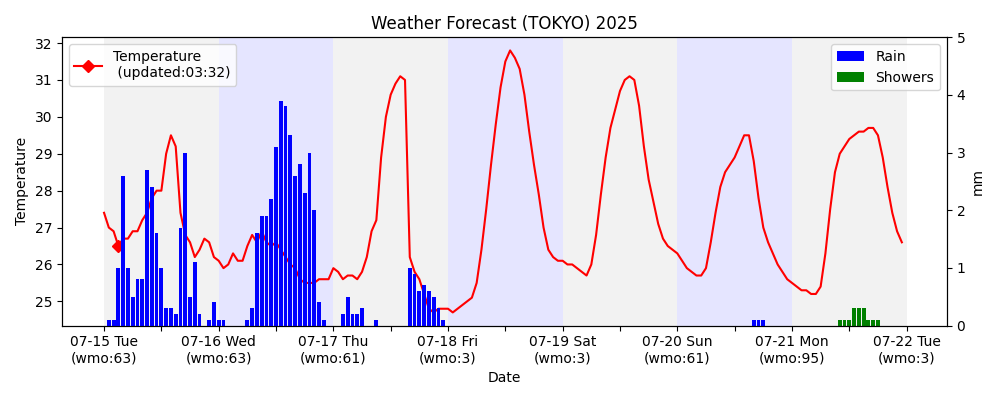 Weather Forecast (TOKYO) 2025
Temperature
(updated:03:32)
Rain
Showers
Temperature
32
31
30
29
28
27
26
25
5
4
3
2
1
0
mm
07-15 Tue
(wmo:63)
07-16 Wed
(wmo:63)
07-17 Thu
(wmo:61)
07-18 Fri
(wmo:3)
07-19 Sat
(wmo:3)
07-20 Sun
(wmo:61)
07-21 Mon
(wmo:95)
07-22 Tue
(wmo:3)
Date